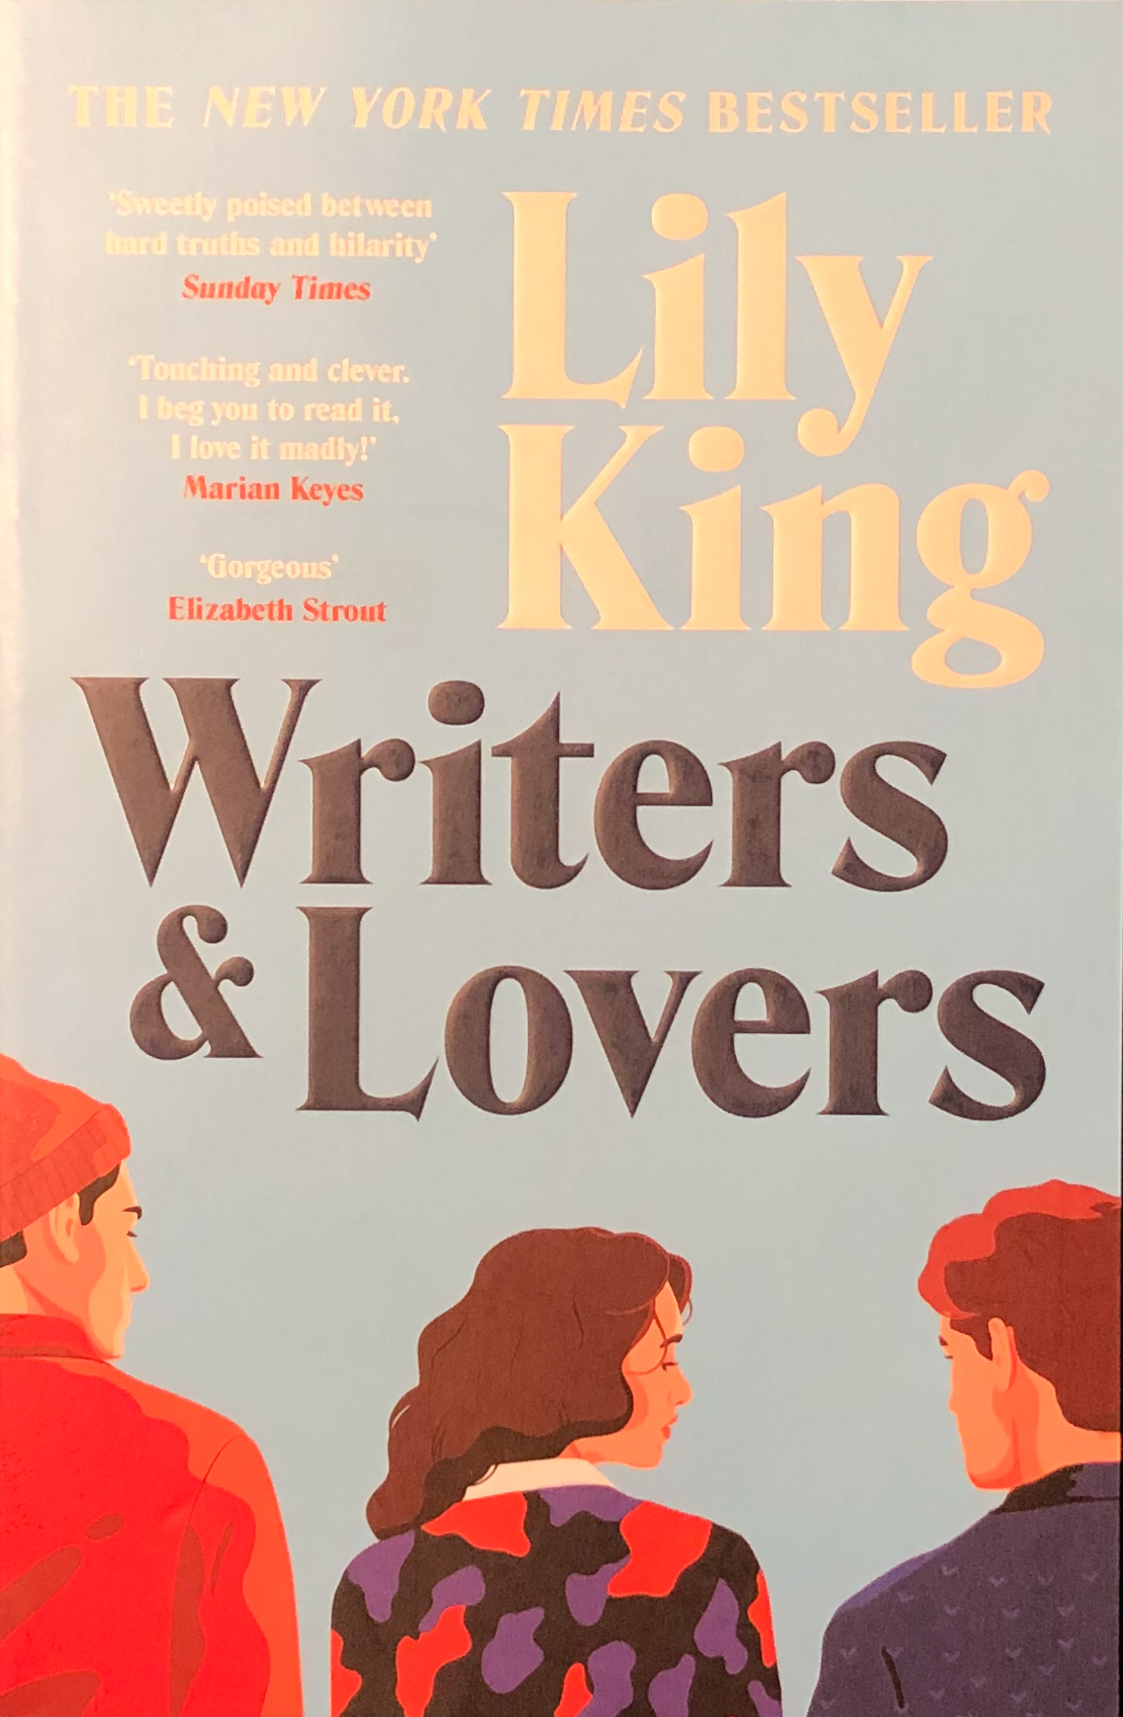 THE NEW YORK TIMES BESTSELLER
‘Sweetly poised between
hard truths and hilarity’
Sunday Times
‘Touching and clever.
I beg you to read it,
I love it madly!’
Marian Keyes
‘Gorgeous’
Elizabeth Strout
Lily
King
Writers
& Lovers